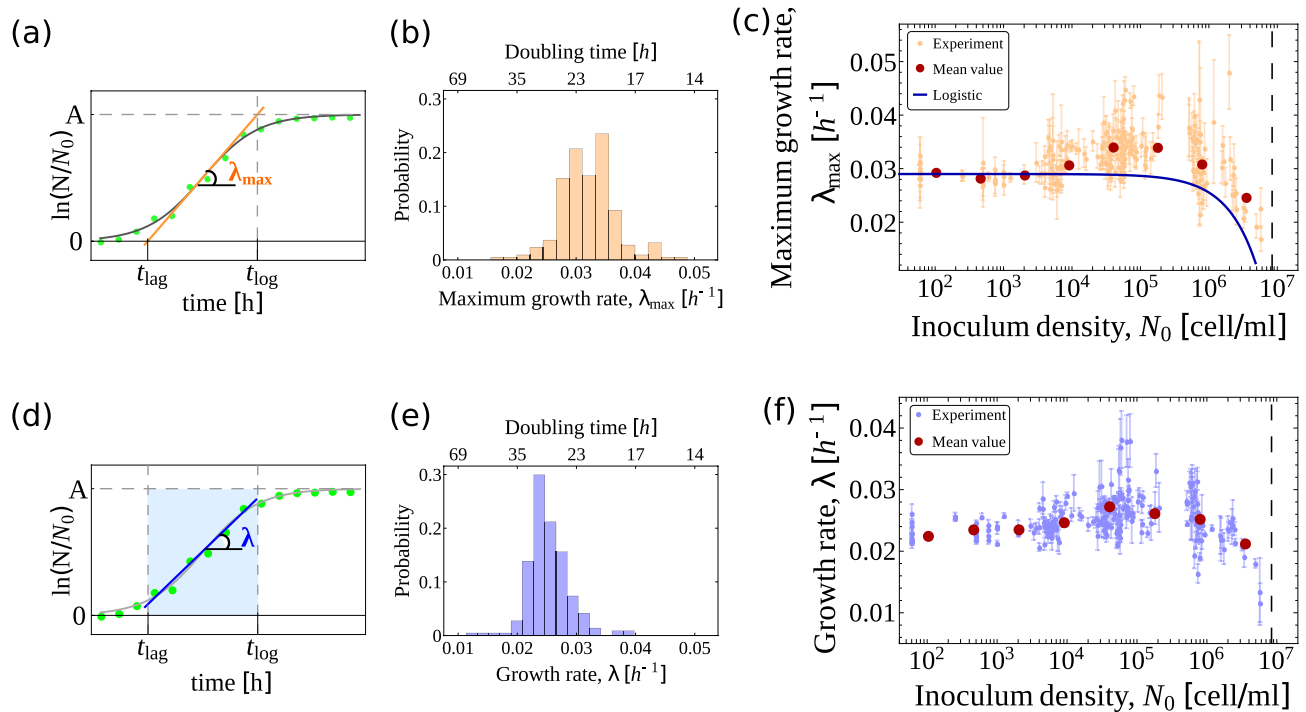 (a)
ln(N/N0)
A
0
λmax
tlag
tlog
time [h]
(b)
Doubling time [h]
69 35 23 17 14
Probability
0.3
0.2
0.1
0
0.01 0.02 0.03 0.04 0.05
Maximum growth rate, λmax [h-1]
(c)
Maximum growth rate,
λmax [h-1]
Experiment
Mean value
Logistic
0.05
0.04
0.03
0.02
10^2 10^3 10^4 10^5 10^6 10^7
Inoculum density, N0 [cell/ml]
(d)
ln(N/N0)
A
0
λ
tlag
tlog
time [h]
(e)
Doubling time [h]
69 35 23 17 14
Probability
0.3
0.2
0.1
0
0.01 0.02 0.03 0.04 0.05
Growth rate, λ [h-1]
(f)
Growth rate, λ [h-1]
Experiment
Mean value
0.04
0.03
0.02
0.01
10^2 10^3 10^4 10^5 10^6 10^7
Inoculum density, N0 [cell/ml]